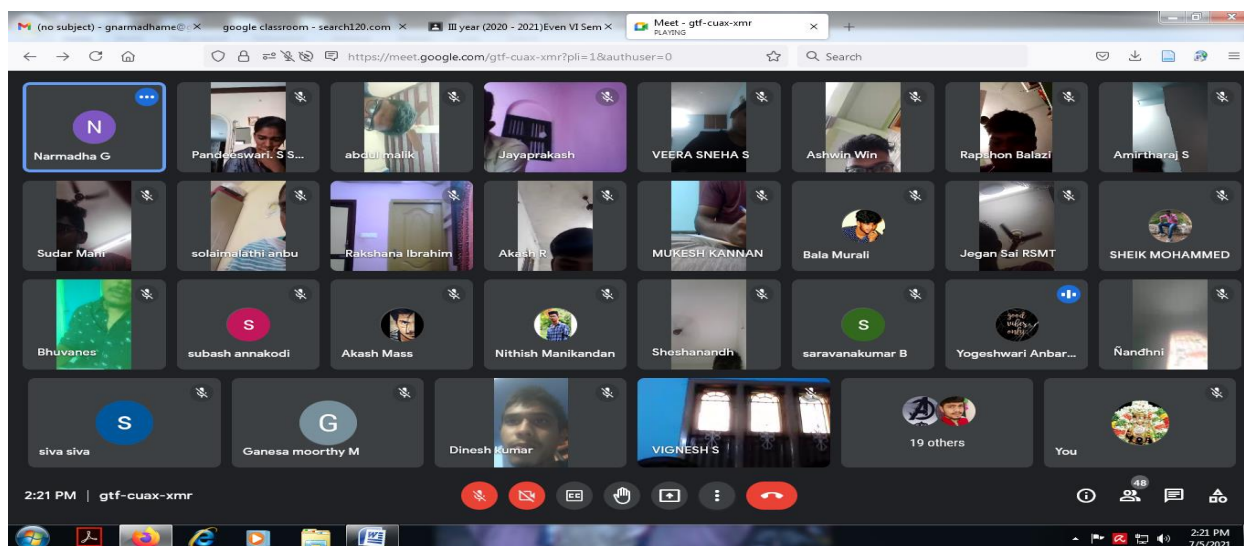 (no subject) - gnarmadhame@
google classroom - search120.com
III year (2020 - 2021)Even VI Sem
Meet - gtf-cuax-xmr
PLAYING
https://meet.google.com/gtf-cuax-xmr?pli=1&authuser=0
Search
N
Narmadha G
Pandeeswari. S S...
abdul malik
Jayaprakash
VEERA SNEHA S
Ashwin Win
Rapshon Balazi
Amirtharaj S
Sudar Mani
solaimalathi anbu
Rakshana Ibrahim
Akash R
MUKESH KANNAN
Bala Murali
Jegan Sai RSMT
SHEIK MOHAMMED
Bhuvanes
S
subash annakodi
Akash Mass
Nithish Manikandan
Sheshanandh
S
saravanakumar B
good vibes only
Yogeshwari Anbar...
Ñandhni
S
siva siva
G
Ganesa moorthy M
Dinesh kumar
VIGNESH S
19 others
You
2:21 PM | gtf-cuax-xmr
CC
48
2:21 PM
7/5/2021